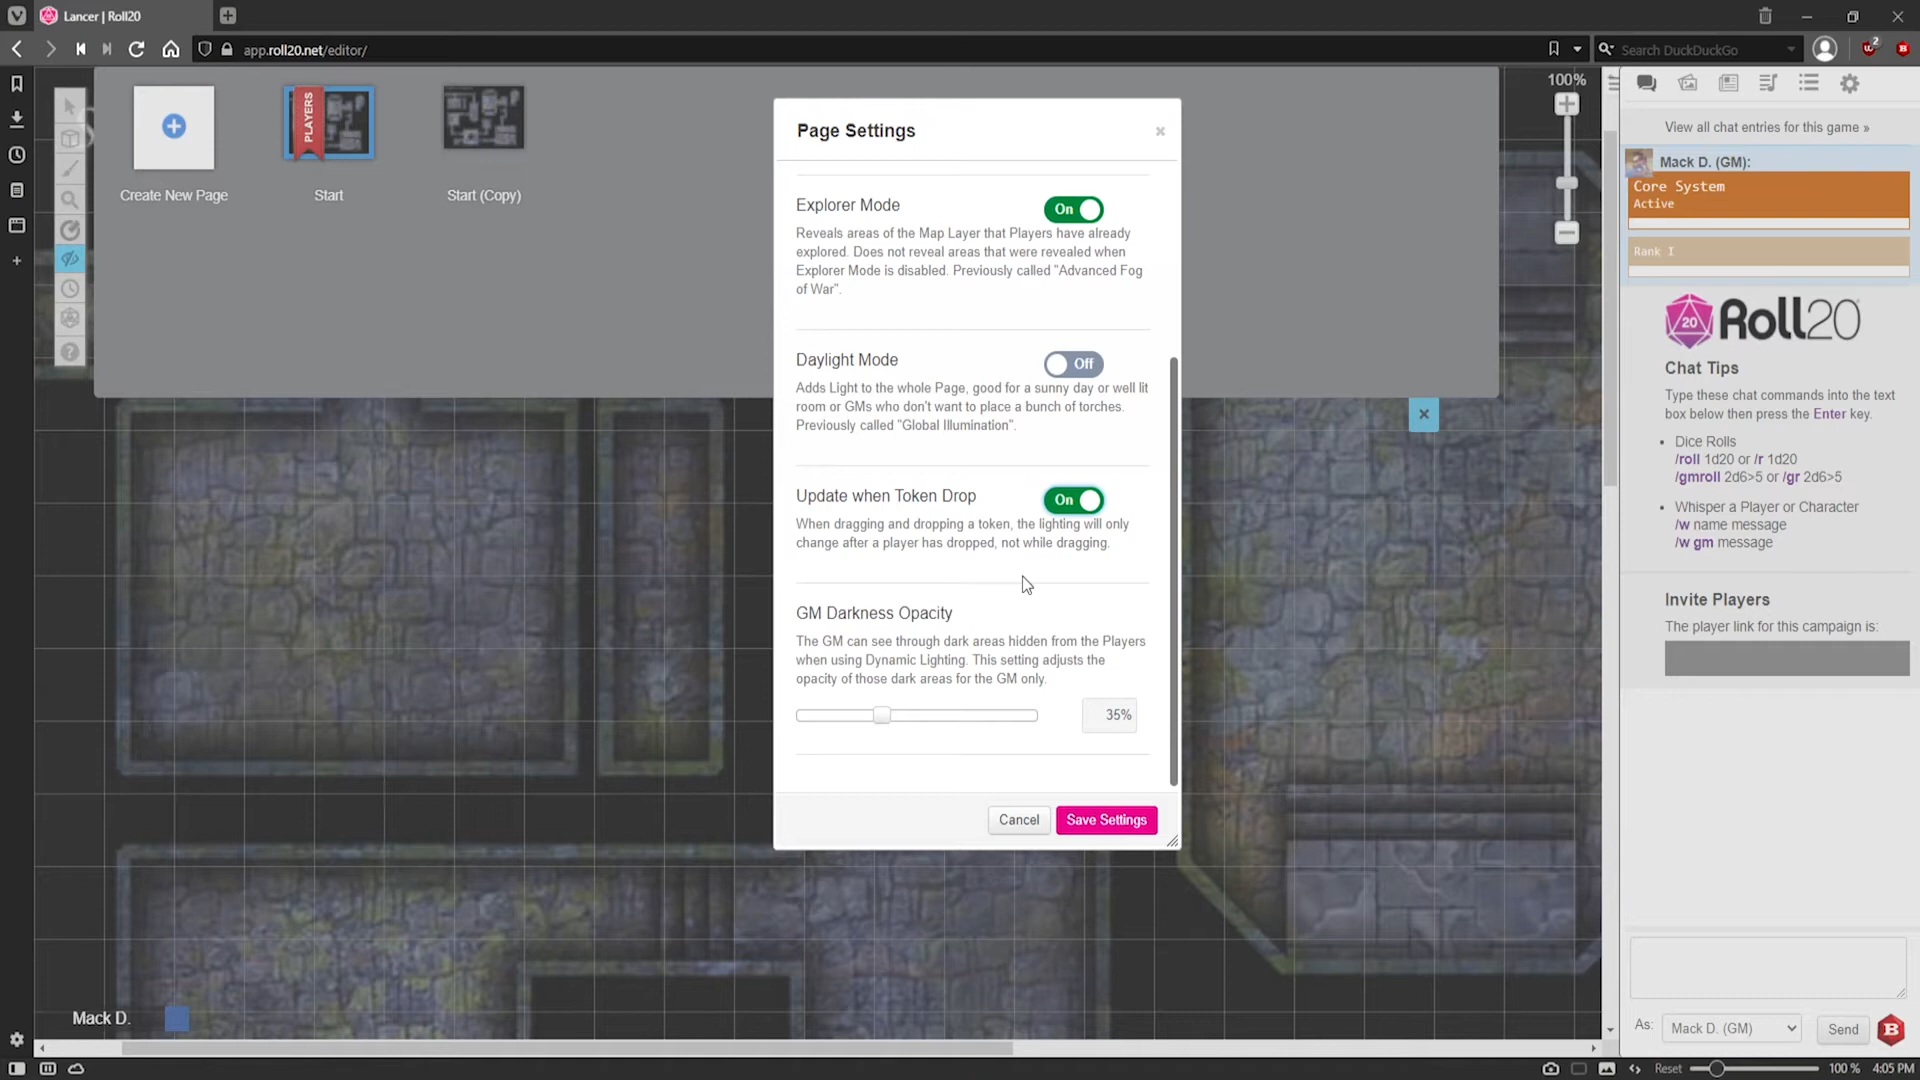 Lancer | Roll20
app.roll20.net/editor/
Search DuckDuckGo
2
PLAYERS
Create New Page
Start
Start (Copy)
100%
Page Settings
Explorer Mode
On
Reveals areas of the Map Layer that Players have already
explored. Does not reveal areas that were revealed when
Explorer Mode is disabled. Previously called "Advanced Fog
of War".
Daylight Mode
Off
Adds Light to the whole Page, good for a sunny day or well lit
room or GMs who don't want to place a bunch of torches.
Previously called "Global Illumination".
Update when Token Drop
On
When dragging and dropping a token, the lighting will only
change after a player has dropped, not while dragging.
GM Darkness Opacity
The GM can see through dark areas hidden from the Players
when using Dynamic Lighting. This setting adjusts the
opacity of those dark areas for the GM only.
35%
Cancel
Save Settings
View all chat entries for this game »
Mack D. (GM):
Core System
Active
Rank I
20
Roll20
Chat Tips
Type these chat commands into the text
box below then press the Enter key.
• Dice Rolls
/roll 1d20 or /r 1d20
/gmroll 2d6>5 or /gr 2d6>5
• Whisper a Player or Character
/w name message
/w gm message
Invite Players
The player link for this campaign is:
As:
Mack D. (GM)
Send
B
Mack D.
Reset
100 %
4:05 PM